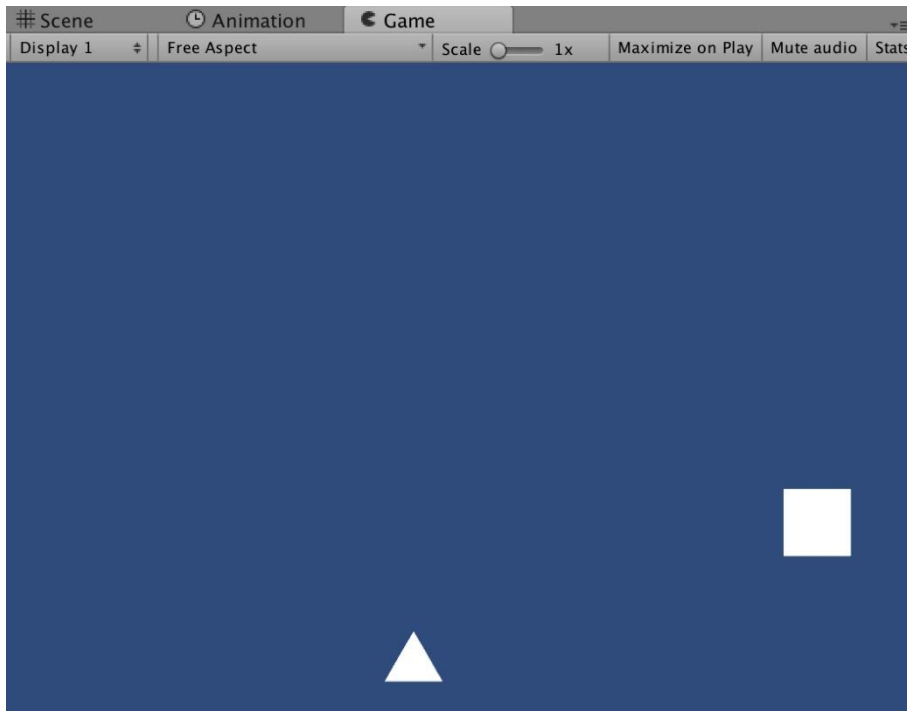 Scene Animation Game
Display 1 Free Aspect Scale 1x Maximize on Play Mute audio Stats